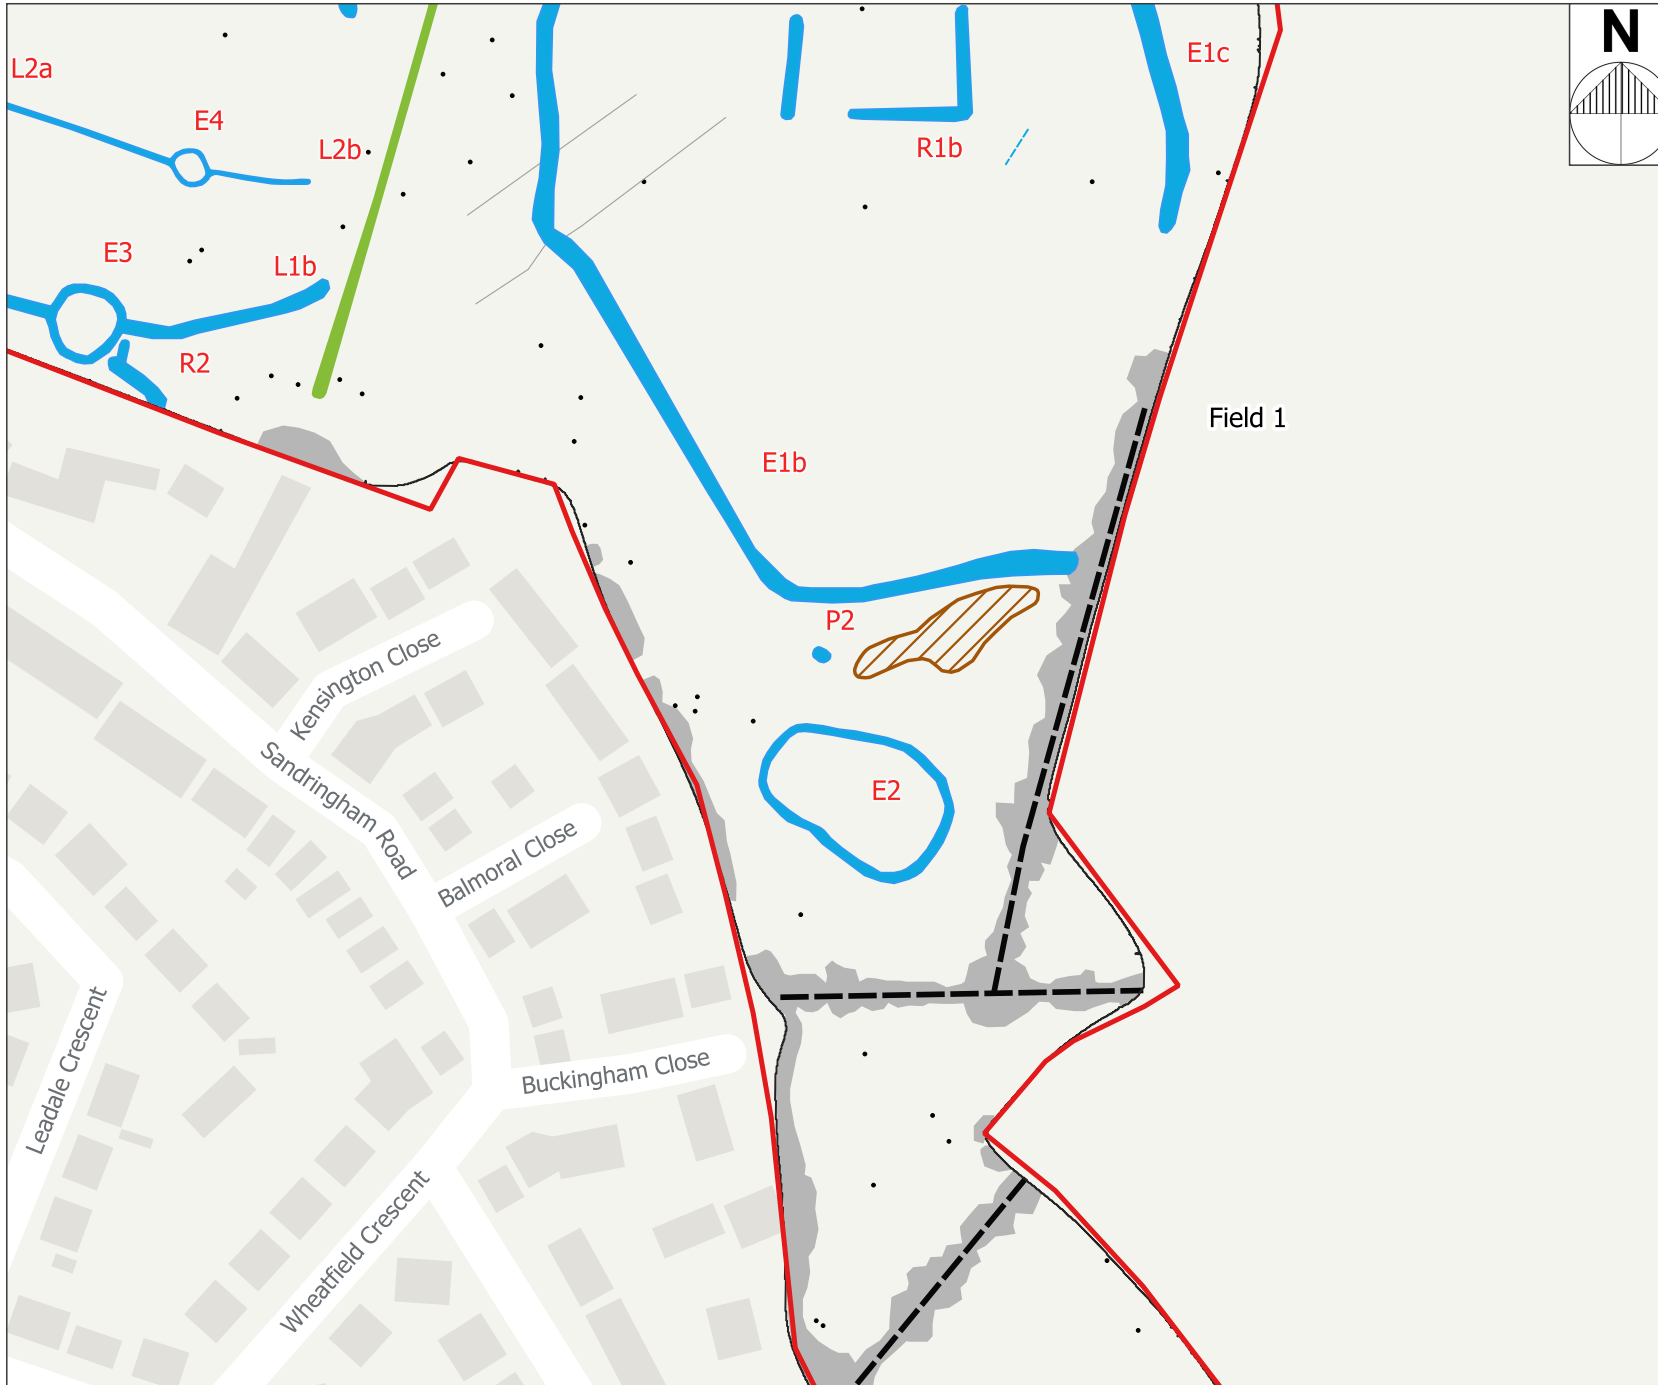 N
E1c
L2a
E4
L2b
R1b
E3
L1b
R2
Field 1
E1b
P2
Kensington Close
Sandringham Road
E2
Balmoral Close
Leadale Crescent
Buckingham Close
Wheatfield Crescent